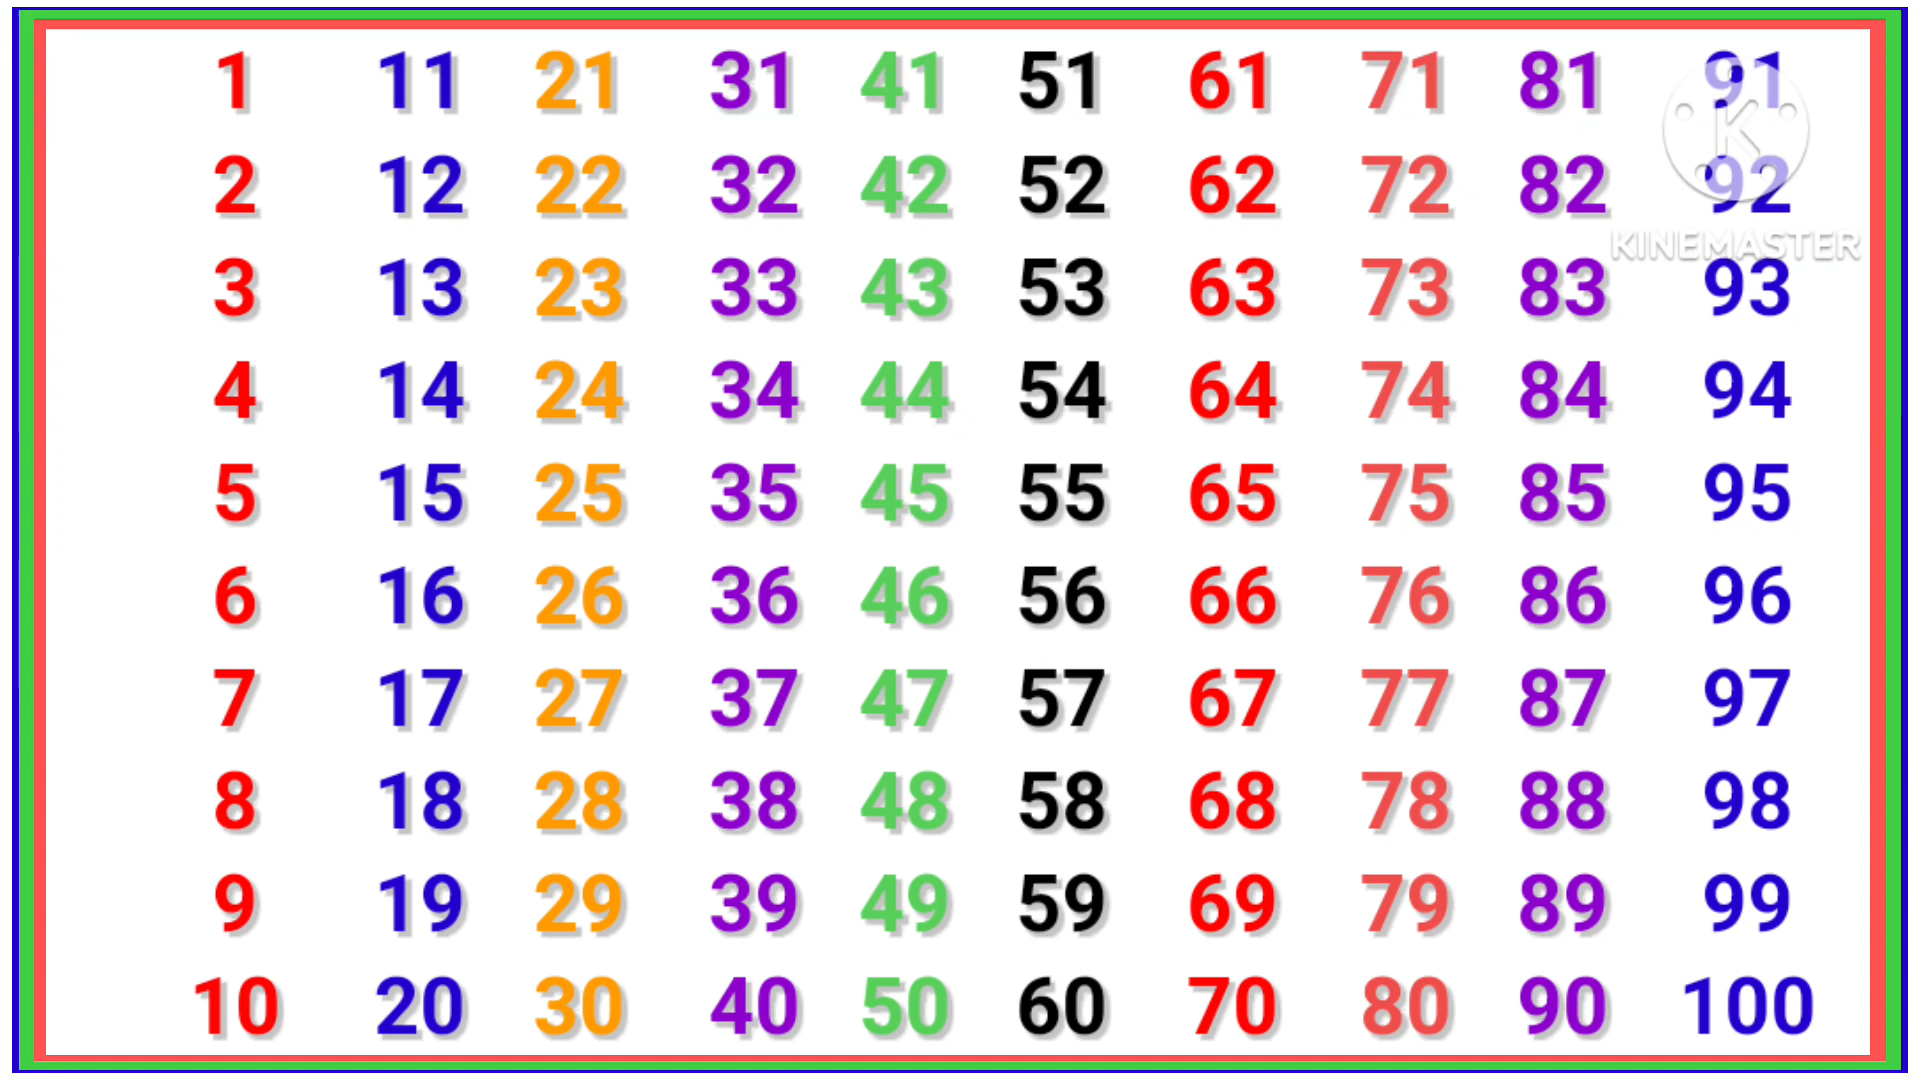 1 11 21 31 41 51 61 71 81 91
2 12 22 32 42 52 62 72 82 92
KINEMASTER
3 13 23 33 43 53 63 73 83 93
4 14 24 34 44 54 64 74 84 94
5 15 25 35 45 55 65 75 85 95
6 16 26 36 46 56 66 76 86 96
7 17 27 37 47 57 67 77 87 97
8 18 28 38 48 58 68 78 88 98
9 19 29 39 49 59 69 79 89 99
10 20 30 40 50 60 70 80 90 100